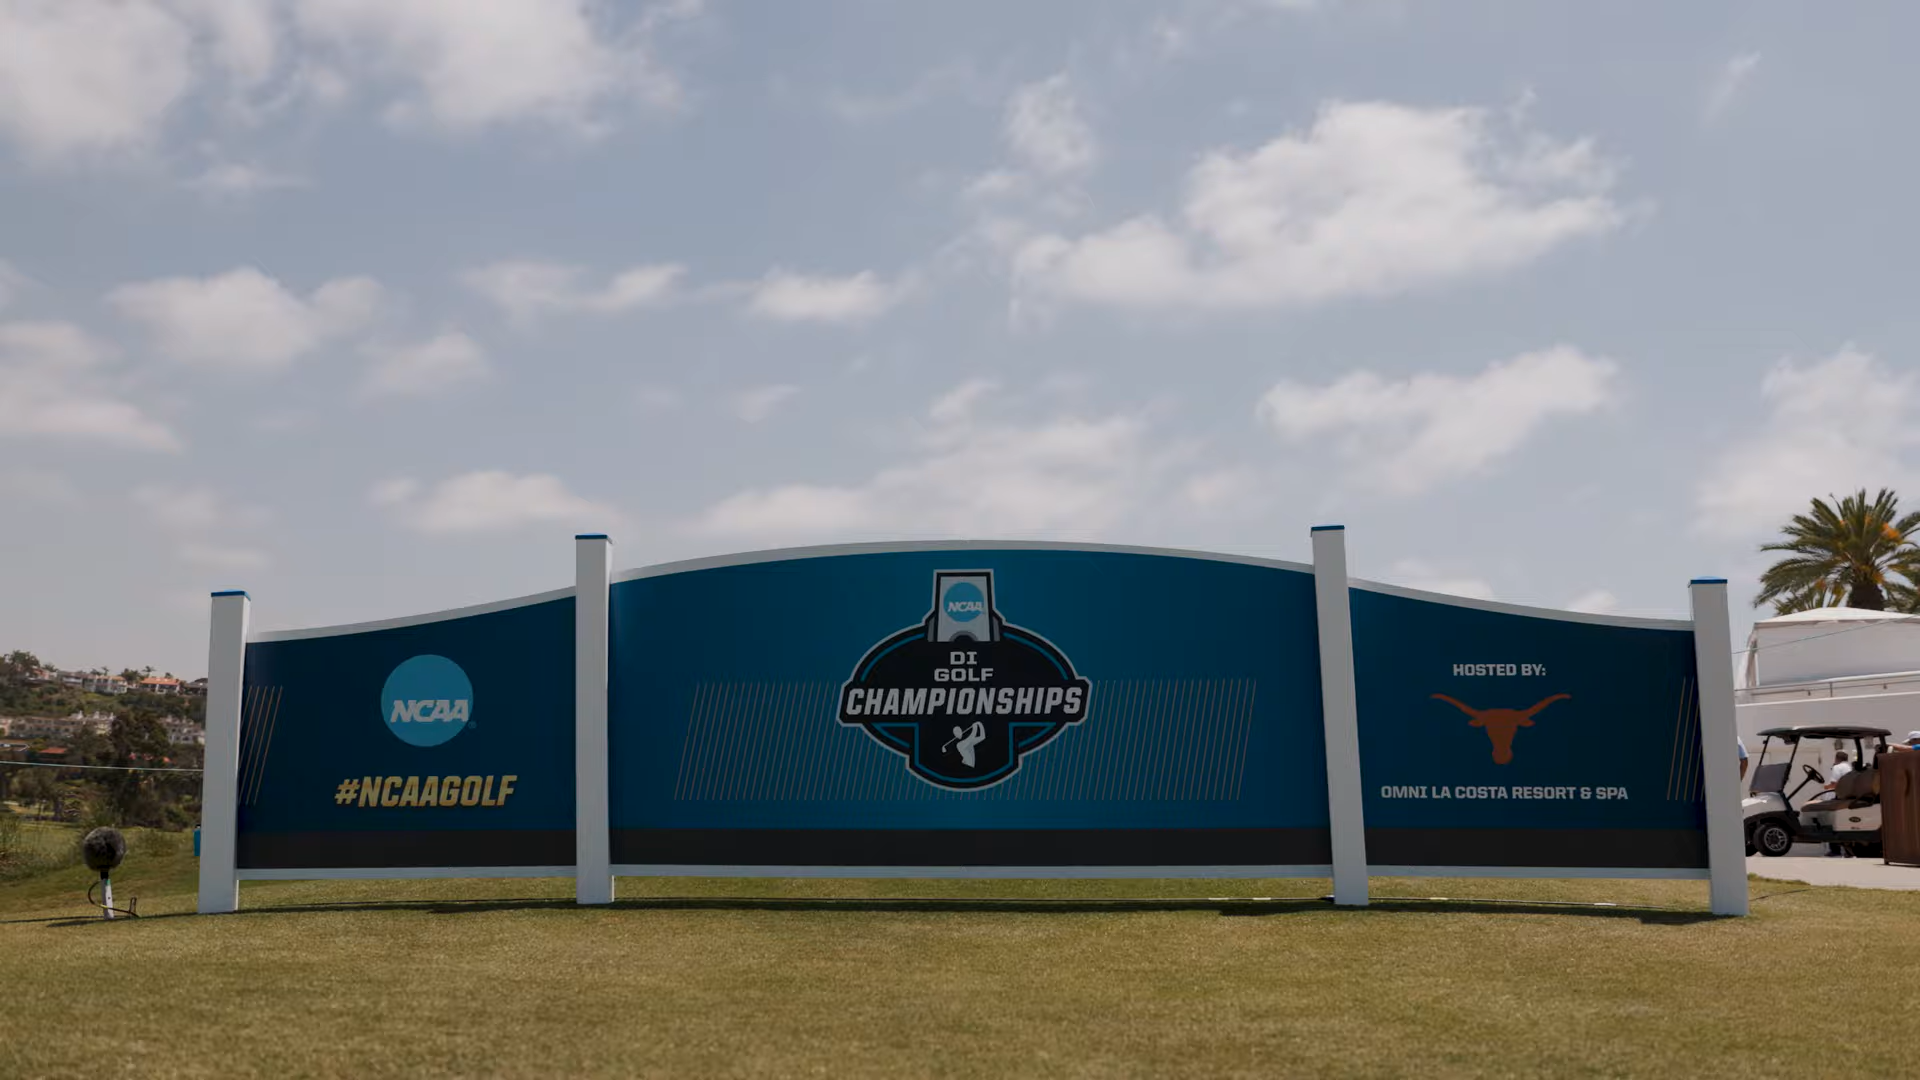 NCAA
#NCAAGOLF
NCAA
DI
GOLF
CHAMPIONSHIPS
HOSTED BY:
OMNI LA COSTA RESORT & SPA